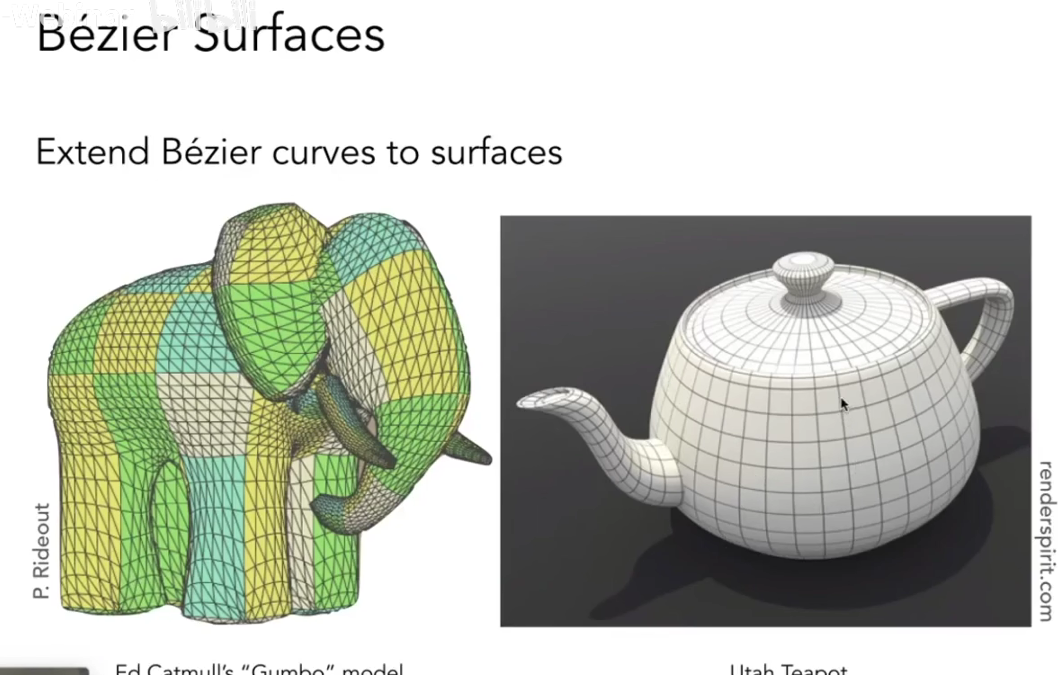 Bézier Surfaces
Extend Bézier curves to surfaces
P. Rideout
renderspirit.com
Ed Catmull's "Gumbo" model
Utah Teapot